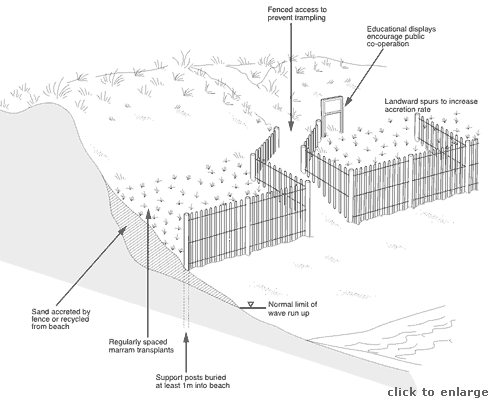 Fenced access to
prevent trampling
Educational displays
encourage public
co-operation
Landward spurs to increase
accretion rate
Sand accreted by
fence or recycled
from beach
Regularly spaced
marram transplants
Support posts buried
at least 1m into beach
Normal limit of
wave run up
click to enlarge